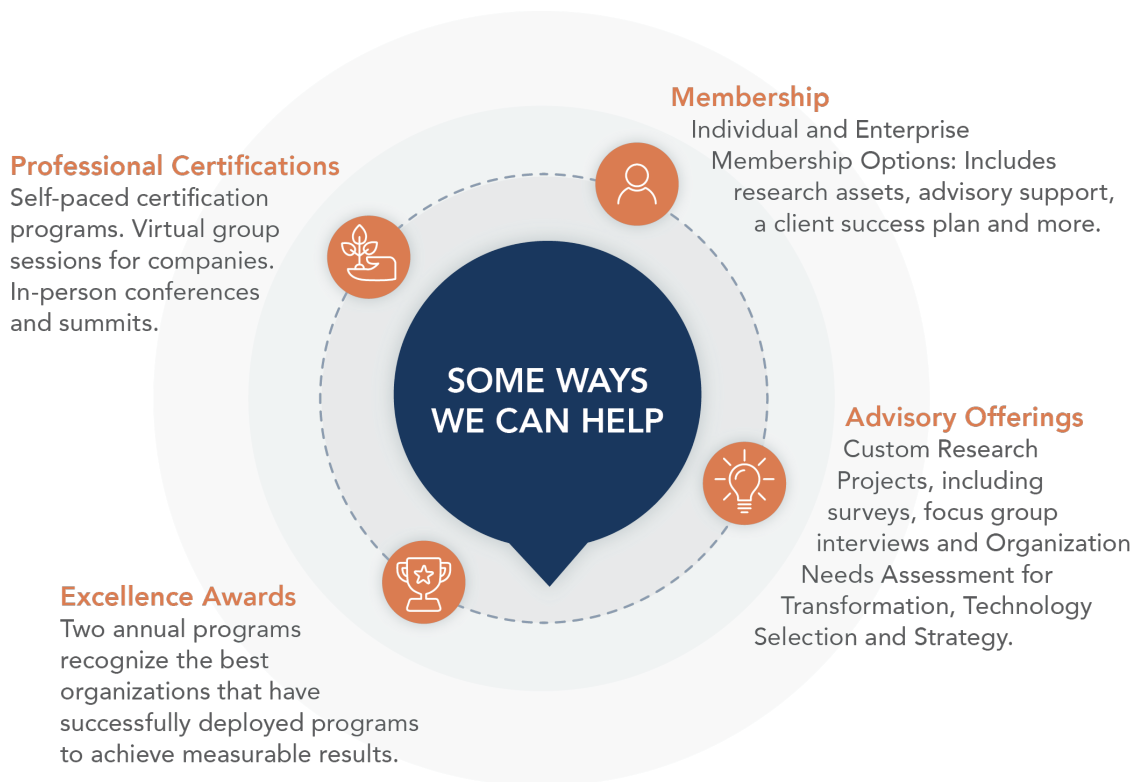 Membership
Individual and Enterprise
Membership Options: Includes
research assets, advisory support,
a client success plan and more.
Professional Certifications
Self-paced certification
programs. Virtual group
sessions for companies.
In-person conferences
and summits.
SOME WAYS
WE CAN HELP
Advisory Offerings
Custom Research
Projects, including
surveys, focus group
interviews and Organization
Needs Assessment for
Transformation, Technology
Selection and Strategy.
Excellence Awards
Two annual programs
recognize the best
organizations that have
successfully deployed programs
to achieve measurable results.